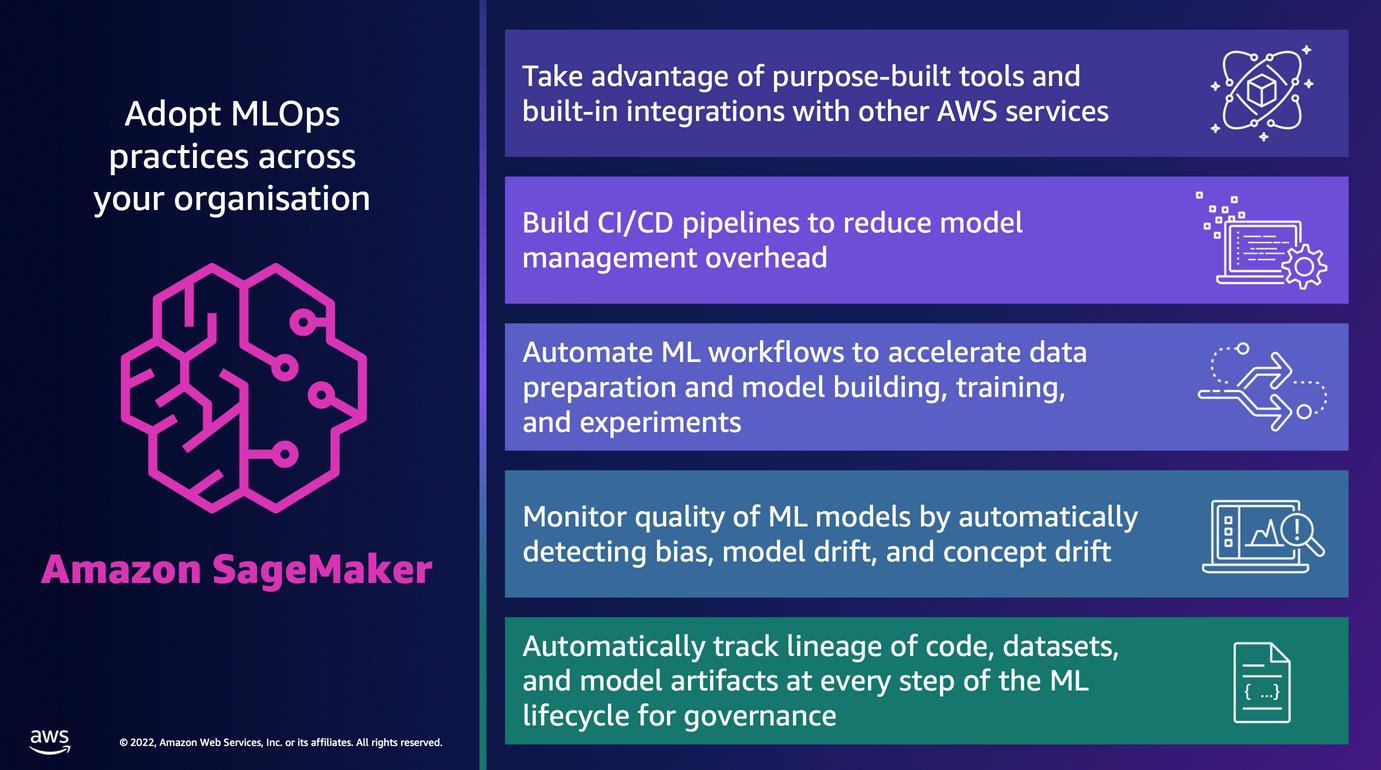 Adopt MLOps
practices across
your organisation
Amazon SageMaker
aws
© 2022, Amazon Web Services, Inc. or its affiliates. All rights reserved.
Take advantage of purpose-built tools and
built-in integrations with other AWS services
Build CI/CD pipelines to reduce model
management overhead
Automate ML workflows to accelerate data
preparation and model building, training,
and experiments
Monitor quality of ML models by automatically
detecting bias, model drift, and concept drift
!
Automatically track lineage of code, datasets,
and model artifacts at every step of the ML
lifecycle for governance
{ ...}